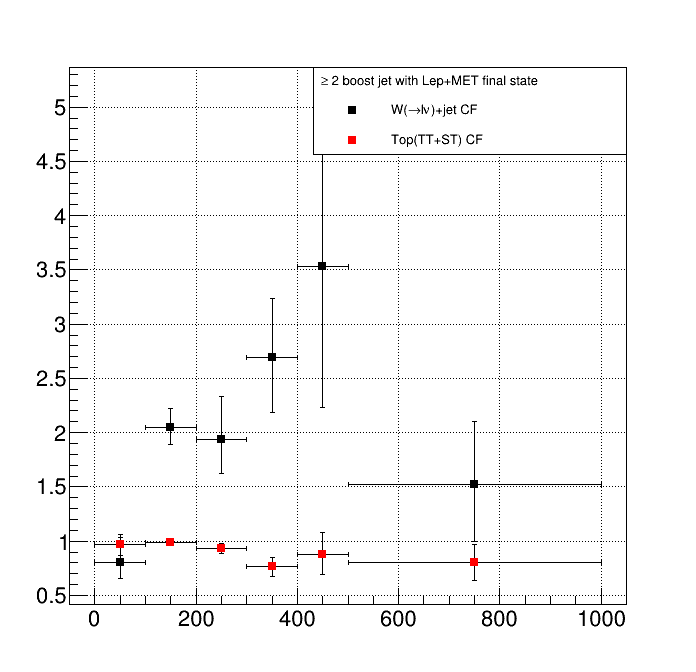 ≥ 2 boost jet with Lep+MET final state
W(→lν)+jet CF
Top(TT+ST) CF
5
4.5
4
3.5
3
2.5
2
1.5
1
0.5
0 200 400 600 800 1000